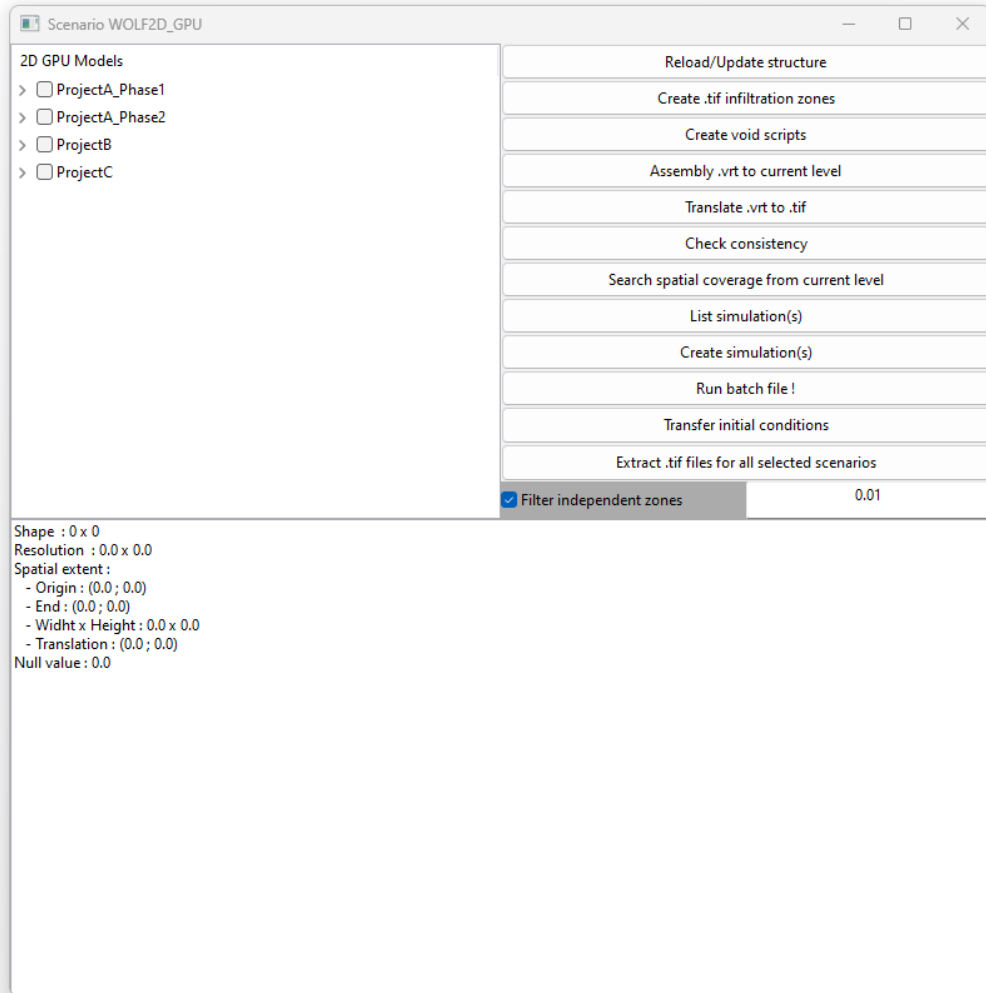 Scenario WOLF2D_GPU
2D GPU Models
ProjectA_Phase1
ProjectA_Phase2
ProjectB
ProjectC
Reload/Update structure
Create .tif infiltration zones
Create void scripts
Assembly .vrt to current level
Translate .vrt to .tif
Check consistency
Search spatial coverage from current level
List simulation(s)
Create simulation(s)
Run batch file !
Transfer initial conditions
Extract .tif files for all selected scenarios
Filter independent zones
0.01
Shape : 0 x 0
Resolution : 0.0 x 0.0
Spatial extent :
- Origin : (0.0 ; 0.0)
- End : (0.0 ; 0.0)
- Widht x Height : 0.0 x 0.0
- Translation : (0.0 ; 0.0)
Null value : 0.0